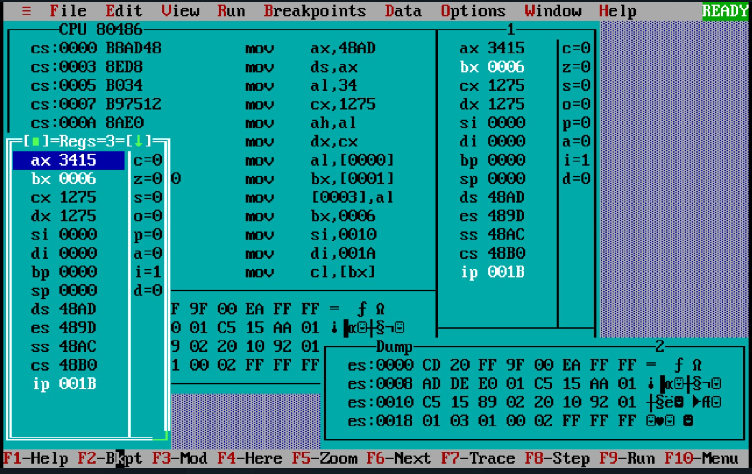 ≡ File Edit View Run Breakpoints Data Options Window Help READY
CPU 80486 1
cs:0000 B8AD48 mov ax,48AD
cs:0003 8ED8 mov ds,ax
cs:0005 B034 mov al,34
cs:0007 B97512 mov cx,1275
cs:000A 8AE0 mov ah,al
mov dx,cx
mov al,[0000]
0 mov bx,[0001]
mov [0003],al
mov bx,0006
mov si,0010
mov di,001A
mov cl,[bx]
ax 3415 c=0
bx 0006 z=0
cx 1275 s=0
dx 1275 o=0
si 0000 p=0
di 0000 a=0
bp 0000 i=1
sp 0000 d=0
ds 48AD
es 489D
ss 48AC
cs 48B0
ip 001B
[■]=Regs=3=[↓]
ax 3415 c=0
bx 0006 z=0
cx 1275 s=0
dx 1275 o=0
si 0000 p=0
di 0000 a=0
bp 0000 i=1
sp 0000 d=0
ds 48AD
es 489D
ss 48AC
cs 48B0
ip 001B
F 9F 00 EA FF FF = ƒ Ω
0 01 C5 15 AA 01
9 02 20 10 92 01
1 00 02 FF FF FF
Dump 2
es:0000 CD 20 FF 9F 00 EA FF FF = ƒ Ω
es:0008 AD DE E0 01 C5 15 AA 01 ¡▐α☺┼§¬☺
es:0010 C5 15 89 02 20 10 92 01 ┼§ë☻ ►Æ☺
es:0018 01 03 01 00 02 FF FF FF ☺♥☺ ☻
F1-Help F2-Bkpt F3-Mod F4-Here F5-Zoom F6-Next F7-Trace F8-Step F9-Run F10-Menu